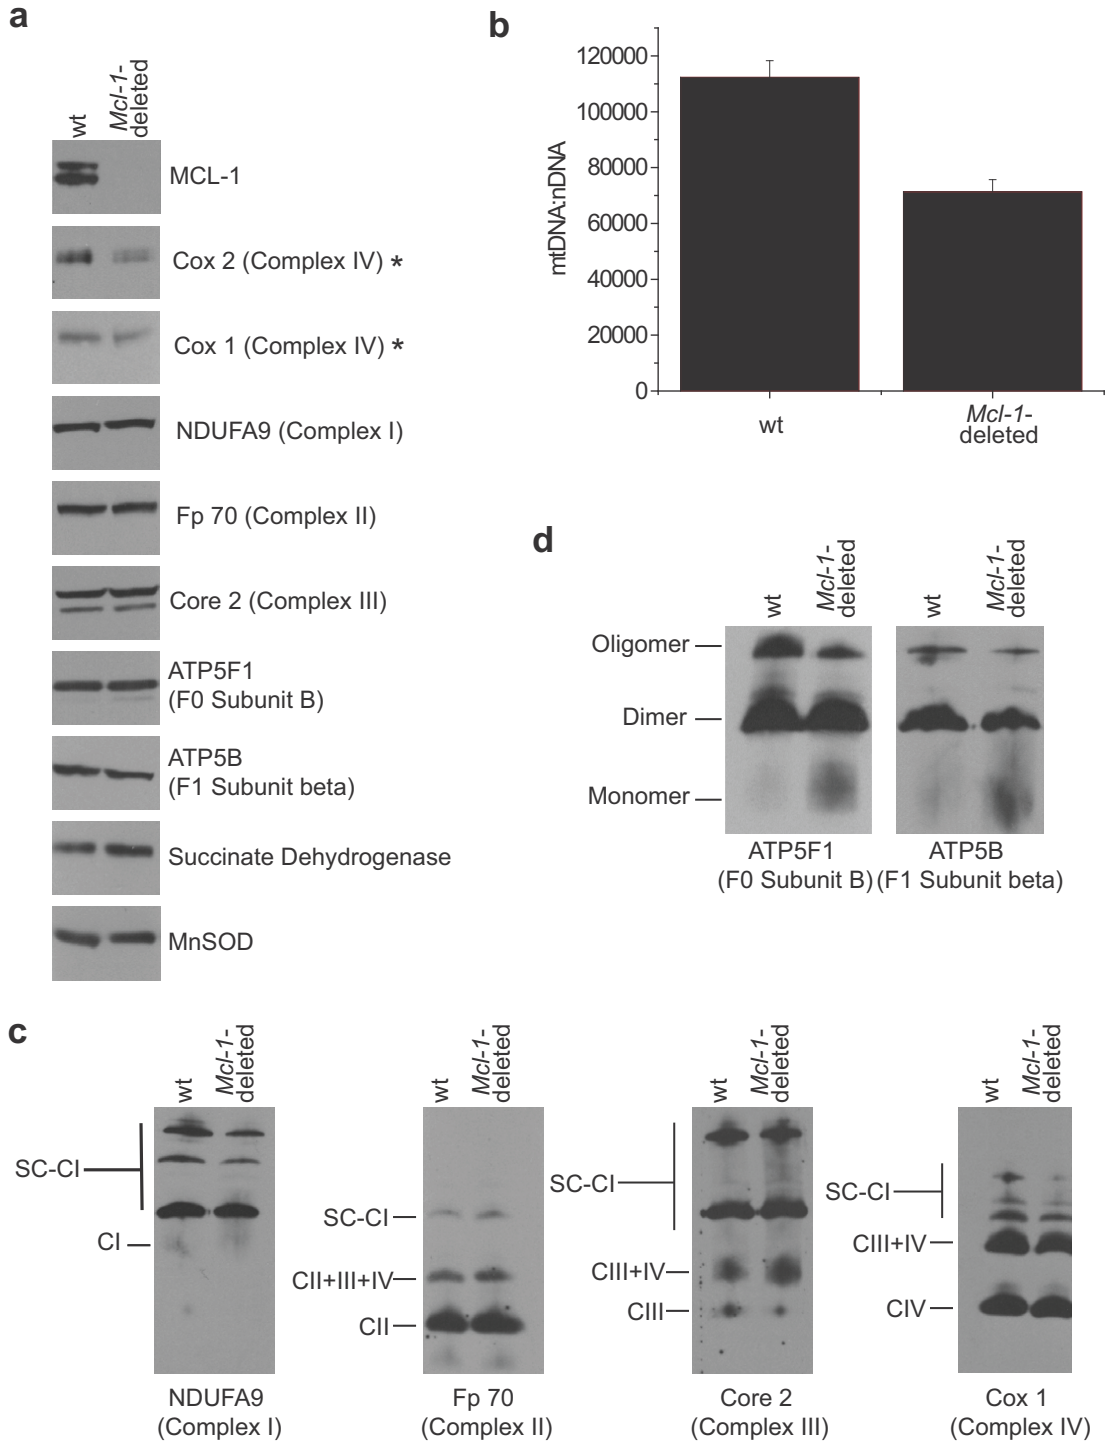 a
wt
Mcl-1-
deleted
MCL-1
Cox 2 (Complex IV) *
Cox 1 (Complex IV) *
NDUFA9 (Complex I)
Fp 70 (Complex II)
Core 2 (Complex III)
ATP5F1
(F0 Subunit B)
ATP5B
(F1 Subunit beta)
Succinate Dehydrogenase
MnSOD
b
mtDNA:nDNA
120000
100000
80000
60000
40000
20000
0
wt
Mcl-1-
deleted
d
wt
Mcl-1-
deleted
wt
Mcl-1-
deleted
Oligomer
Dimer
Monomer
ATP5F1
(F0 Subunit B)
ATP5B
(F1 Subunit beta)
c
wt
Mcl-1-
deleted
SC-CI
CI
NDUFA9
(Complex I)
wt
Mcl-1-
deleted
SC-CI
CII+III+IV
CII
Fp 70
(Complex II)
wt
Mcl-1-
deleted
SC-CI
CIII+IV
CIII
Core 2
(Complex III)
wt
Mcl-1-
deleted
SC-CI
CIII+IV
CIV
Cox 1
(Complex IV)